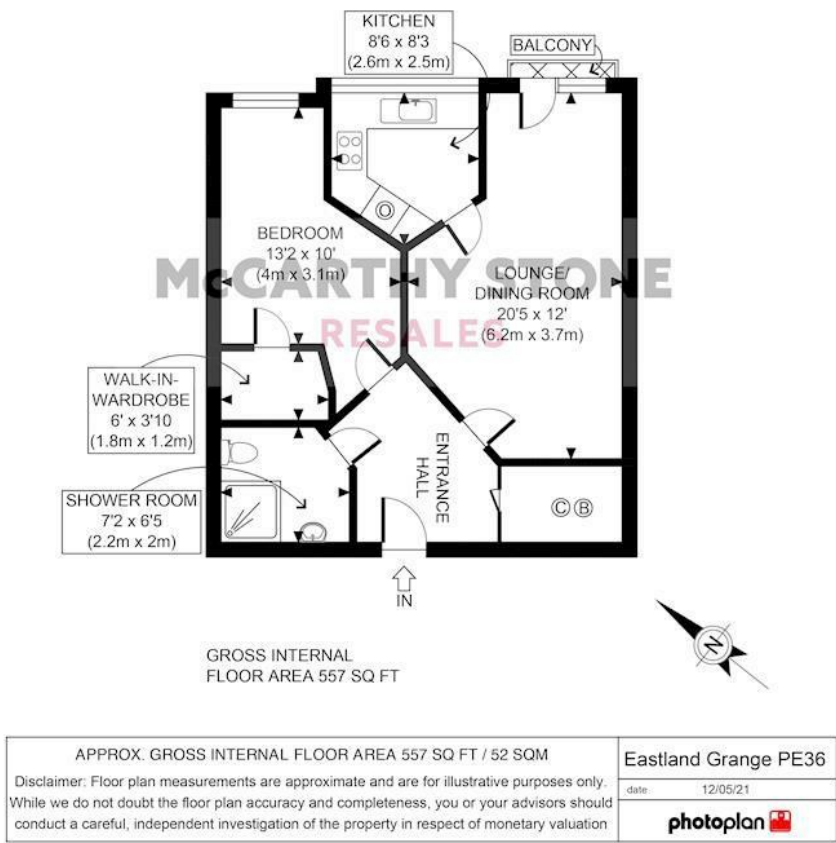 KITCHEN
8'6 x 8'3
(2.6m x 2.5m)
BALCONY
BEDROOM
13'2 x 10'
(4m x 3.1m)
McCARTHY STONE
RESALES
LOUNGE/
DINING ROOM
20'5 x 12'
(6.2m x 3.7m)
O
WALK-IN-
WARDROBE
6' x 3'10
(1.8m x 1.2m)
SHOWER ROOM
7'2 x 6'5
(2.2m x 2m)
ENTRANCE
HALL
C B
IN
N
GROSS INTERNAL
FLOOR AREA 557 SQ FT
APPROX. GROSS INTERNAL FLOOR AREA 557 SQ FT / 52 SQM
Disclaimer: Floor plan measurements are approximate and are for illustrative purposes only.
While we do not doubt the floor plan accuracy and completeness, you or your advisors should
conduct a careful, independent investigation of the property in respect of monetary valuation
Eastland Grange PE36
date 12/05/21
photoplan